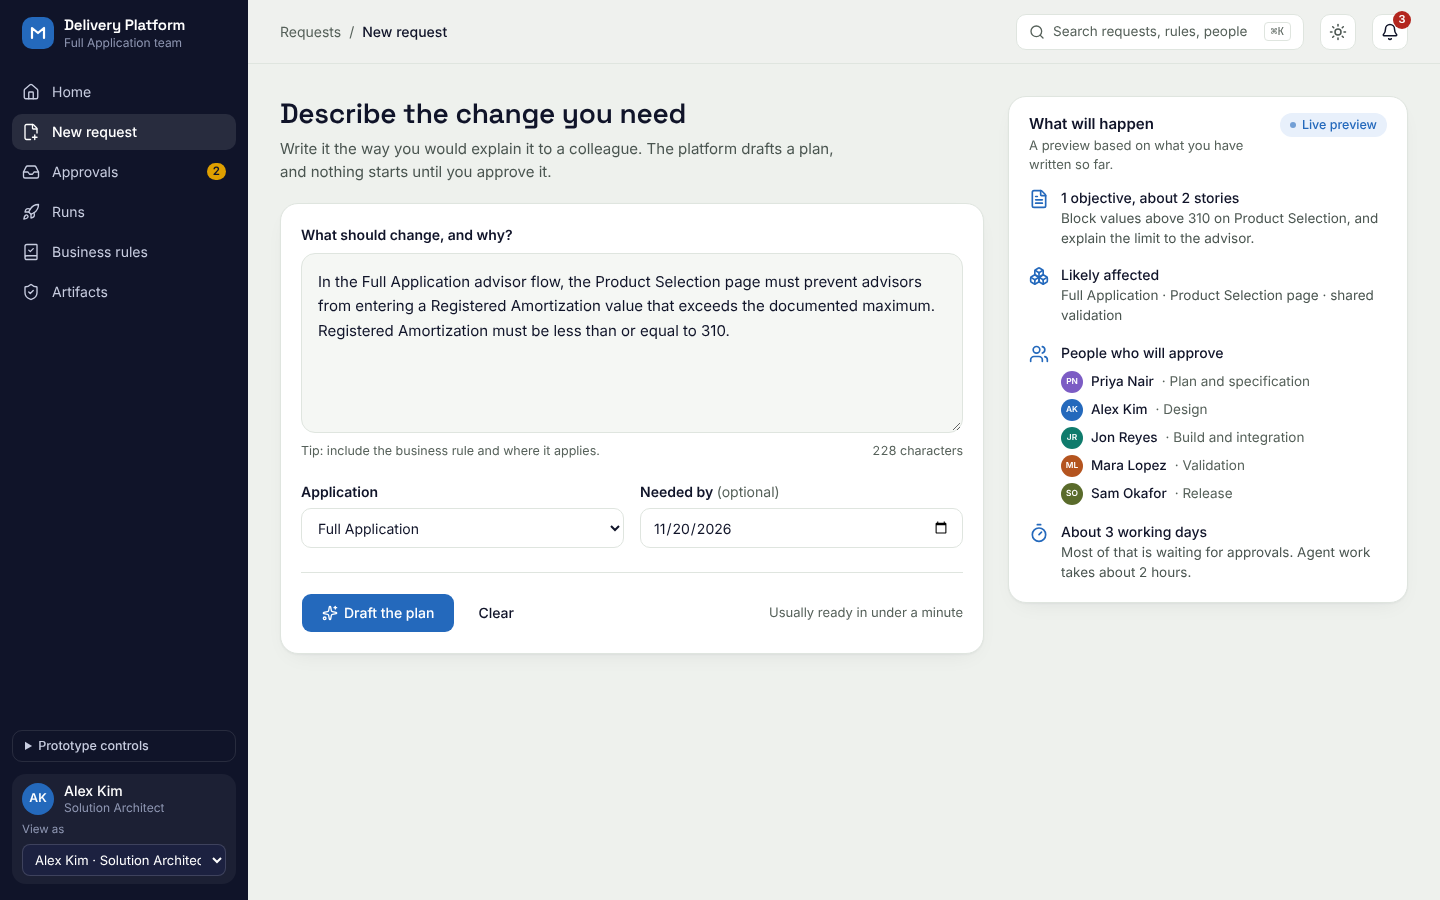 Delivery Platform
Full Application team
Home
New request
Approvals 2
Runs
Business rules
Artifacts
Prototype controls
AK
Alex Kim
Solution Architect
View as
Alex Kim · Solution Architec
Requests / New request
Search requests, rules, people ⌘K
3
Describe the change you need
Write it the way you would explain it to a colleague. The platform drafts a plan,
and nothing starts until you approve it.
What should change, and why?
In the Full Application advisor flow, the Product Selection page must prevent advisors
from entering a Registered Amortization value that exceeds the documented maximum.
Registered Amortization must be less than or equal to 310.
Tip: include the business rule and where it applies. 228 characters
Application
Full Application
Needed by (optional)
11/20/2026
Draft the plan Clear Usually ready in under a minute
What will happen
Live preview
A preview based on what you have
written so far.
1 objective, about 2 stories
Block values above 310 on Product Selection, and
explain the limit to the advisor.
Likely affected
Full Application · Product Selection page · shared
validation
People who will approve
PN Priya Nair · Plan and specification
AK Alex Kim · Design
JR Jon Reyes · Build and integration
ML Mara Lopez · Validation
SO Sam Okafor · Release
About 3 working days
Most of that is waiting for approvals. Agent work
takes about 2 hours.